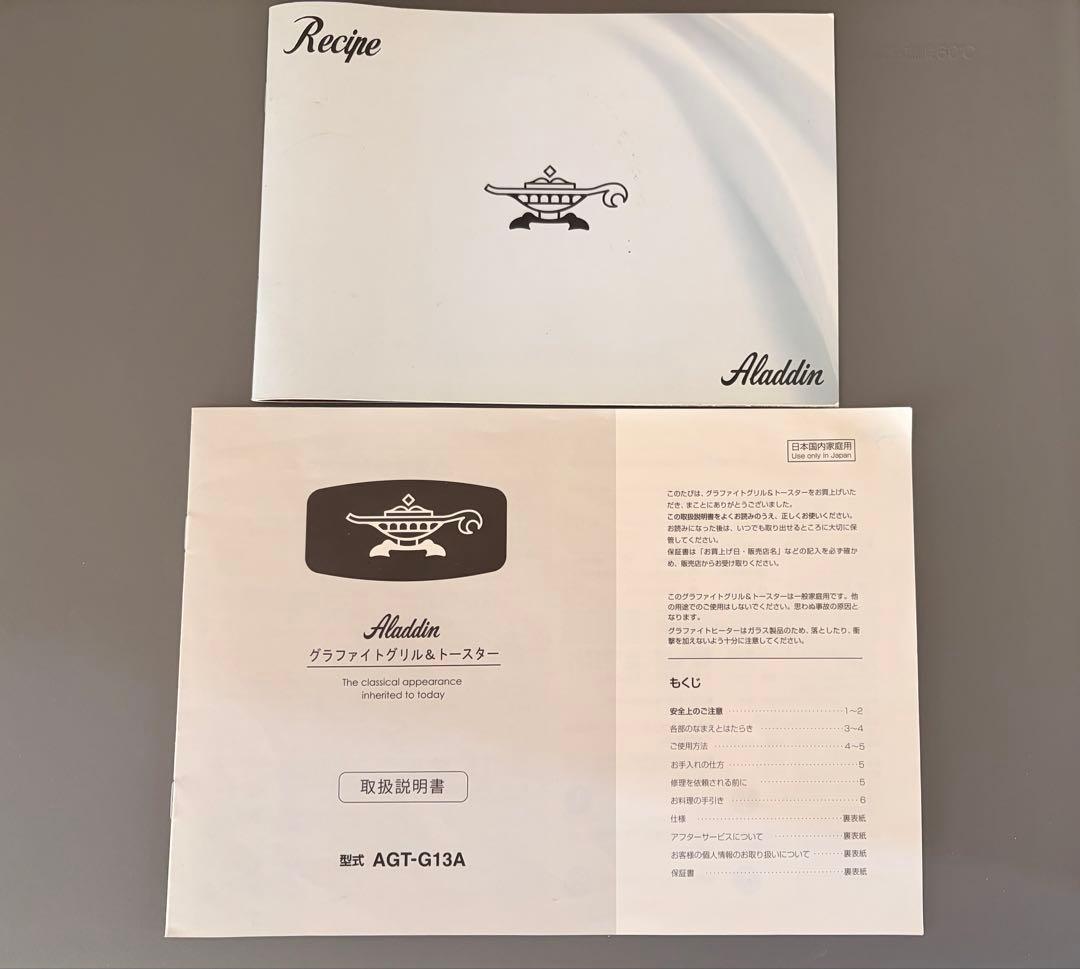 Recipe
Aladdin
Aladdin
グラファイトグリル＆トースター
The classical appearance
inherited to today
取扱説明書
型式 AGT-G13A
日本国内家庭用
Use only in Japan
このたびは、グラファイトグリル＆トースターをお買上げいた
だき、まことにありがとうございました。
この取扱説明書をよくお読みのうえ、正しくお使いください。
お読みになった後は、いつでも取り出せるところに大切に保
管してください。
保証書は「お買上げ日・販売店名」などの記入を必ず確か
め、販売店からお受け取りください。
このグラファイトグリル＆トースターは一般家庭用です。他
の用途でのご使用はしないでください。思わぬ事故の原因と
なります。
グラファイトヒーターはガラス製品のため、落としたり、衝
撃を加えないよう十分に注意してください。
もくじ
安全上のご注意 ････････････････････ 1～2
各部のなまえとはたらき ････････････････ 3～4
ご使用方法 ･･････････････････････ 4～5
お手入れの仕方 ･･････････････････････ 5
修理を依頼される前に ････････････････････ 5
お料理の手引き ･･････････････････････ 6
仕様 ･･････････････････････････ 裏表紙
アフターサービスについて ･･････････････ 裏表紙
お客様の個人情報のお取り扱いについて ･･････ 裏表紙
保証書 ････････････････････････ 裏表紙